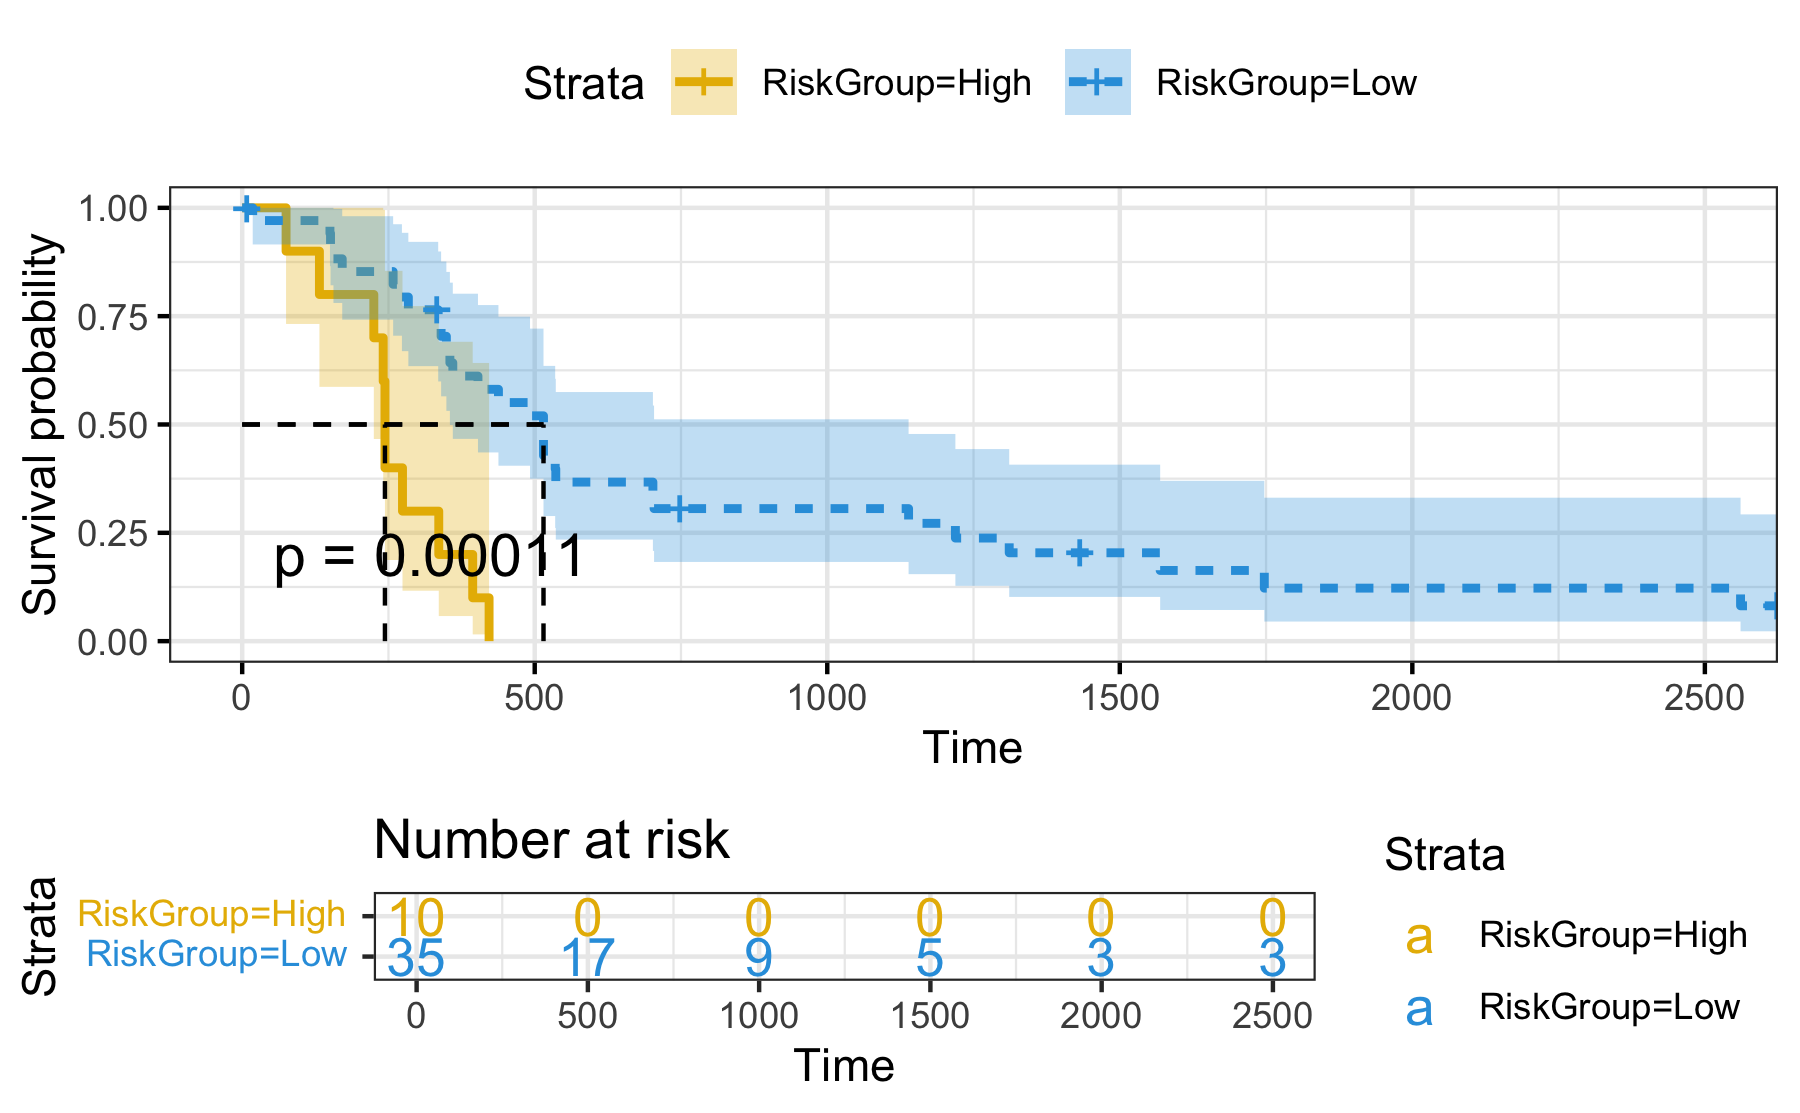 Strata RiskGroup=High RiskGroup=Low
Survival probability
1.00
0.75
0.50
0.25
0.00
p = 0.00011
0 500 1000 1500 2000 2500
Time
Number at risk
Strata
RiskGroup=High 10 0 0 0 0 0
RiskGroup=Low 35 17 9 5 3 3
0 500 1000 1500 2000 2500
Time
Strata
a RiskGroup=High
a RiskGroup=Low